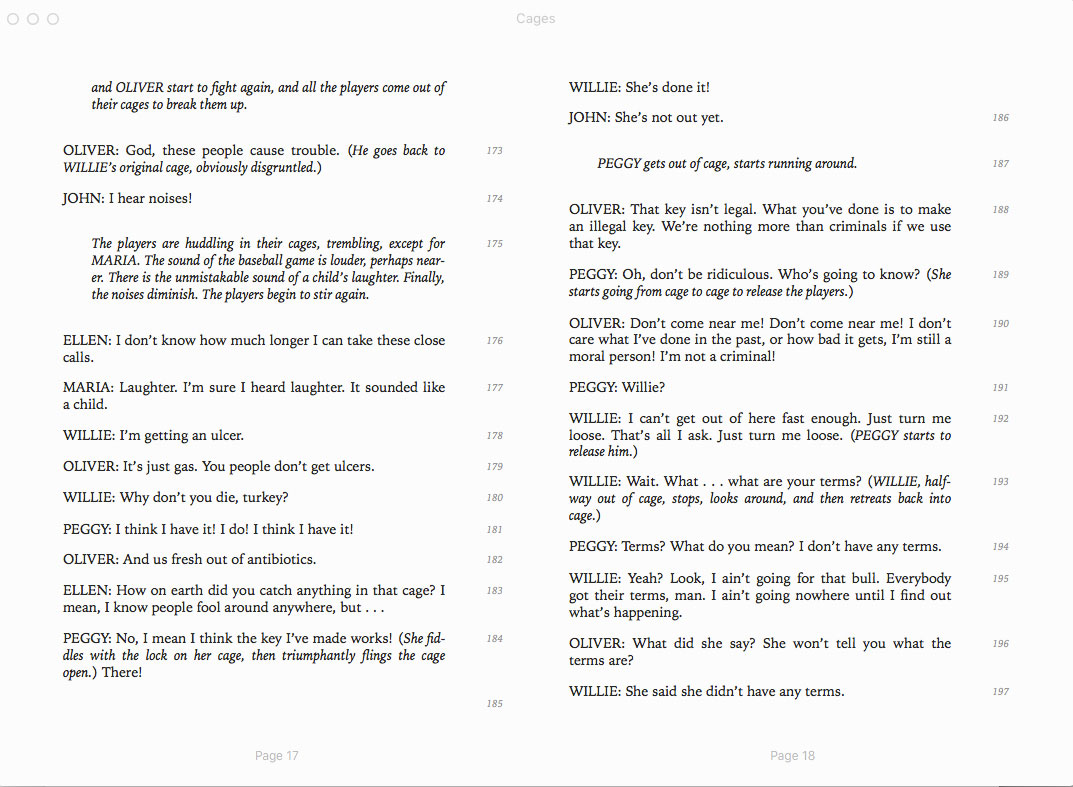 Cages
and OLIVER start to fight again, and all the players come out of
their cages to break them up.
OLIVER: God, these people cause trouble. (He goes back to 173
WILLIE's original cage, obviously disgruntled.)
JOHN: I hear noises! 174
The players are huddling in their cages, trembling, except for 175
MARIA. The sound of the baseball game is louder, perhaps near-
er. There is the unmistakable sound of a child's laughter. Finally,
the noises diminish. The players begin to stir again.
ELLEN: I don't know how much longer I can take these close 176
calls.
MARIA: Laughter. I'm sure I heard laughter. It sounded like 177
a child.
WILLIE: I'm getting an ulcer. 178
OLIVER: It's just gas. You people don't get ulcers. 179
WILLIE: Why don't you die, turkey? 180
PEGGY: I think I have it! I do! I think I have it! 181
OLIVER: And us fresh out of antibiotics. 182
ELLEN: How on earth did you catch anything in that cage? I 183
mean, I know people fool around anywhere, but . . .
PEGGY: No, I mean I think the key I've made works! (She fid- 184
dles with the lock on her cage, then triumphantly flings the cage
open.) There!
185
Page 17
WILLIE: She's done it!
JOHN: She's not out yet. 186
PEGGY gets out of cage, starts running around. 187
OLIVER: That key isn't legal. What you've done is to make 188
an illegal key. We're nothing more than criminals if we use
that key.
PEGGY: Oh, don't be ridiculous. Who's going to know? (She 189
starts going from cage to cage to release the players.)
OLIVER: Don't come near me! Don't come near me! I don't 190
care what I've done in the past, or how bad it gets, I'm still a
moral person! I'm not a criminal!
PEGGY: Willie? 191
WILLIE: I can't get out of here fast enough. Just turn me 192
loose. That's all I ask. Just turn me loose. (PEGGY starts to
release him.)
WILLIE: Wait. What . . . what are your terms? (WILLIE, half- 193
way out of cage, stops, looks around, and then retreats back into
cage.)
PEGGY: Terms? What do you mean? I don't have any terms. 194
WILLIE: Yeah? Look, I ain't going for that bull. Everybody 195
got their terms, man. I ain't going nowhere until I find out
what's happening.
OLIVER: What did she say? She won't tell you what the 196
terms are?
WILLIE: She said she didn't have any terms. 197
Page 18